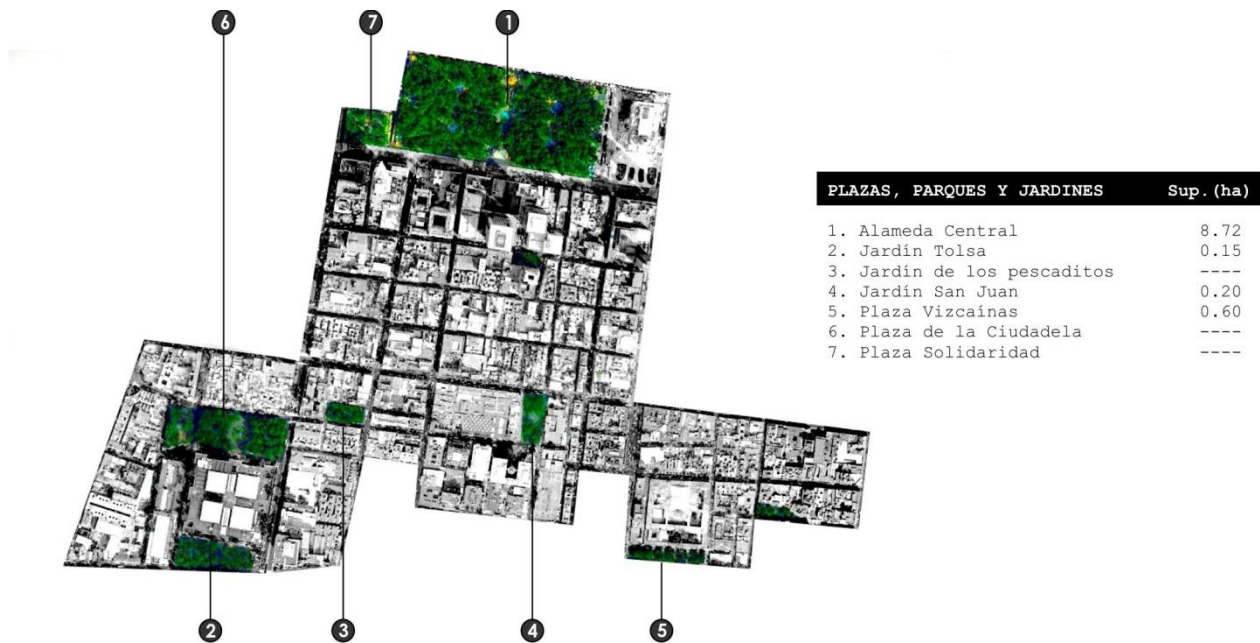 6 7 1
PLAZAS, PARQUES Y JARDINES Sup.(ha)
1. Alameda Central 8.72
2. Jardín Tolsa 0.15
3. Jardín de los pescaditos ----
4. Jardín San Juan 0.20
5. Plaza Vizcaínas 0.60
6. Plaza de la Ciudadela ----
7. Plaza Solidaridad ----
2 3 4 5